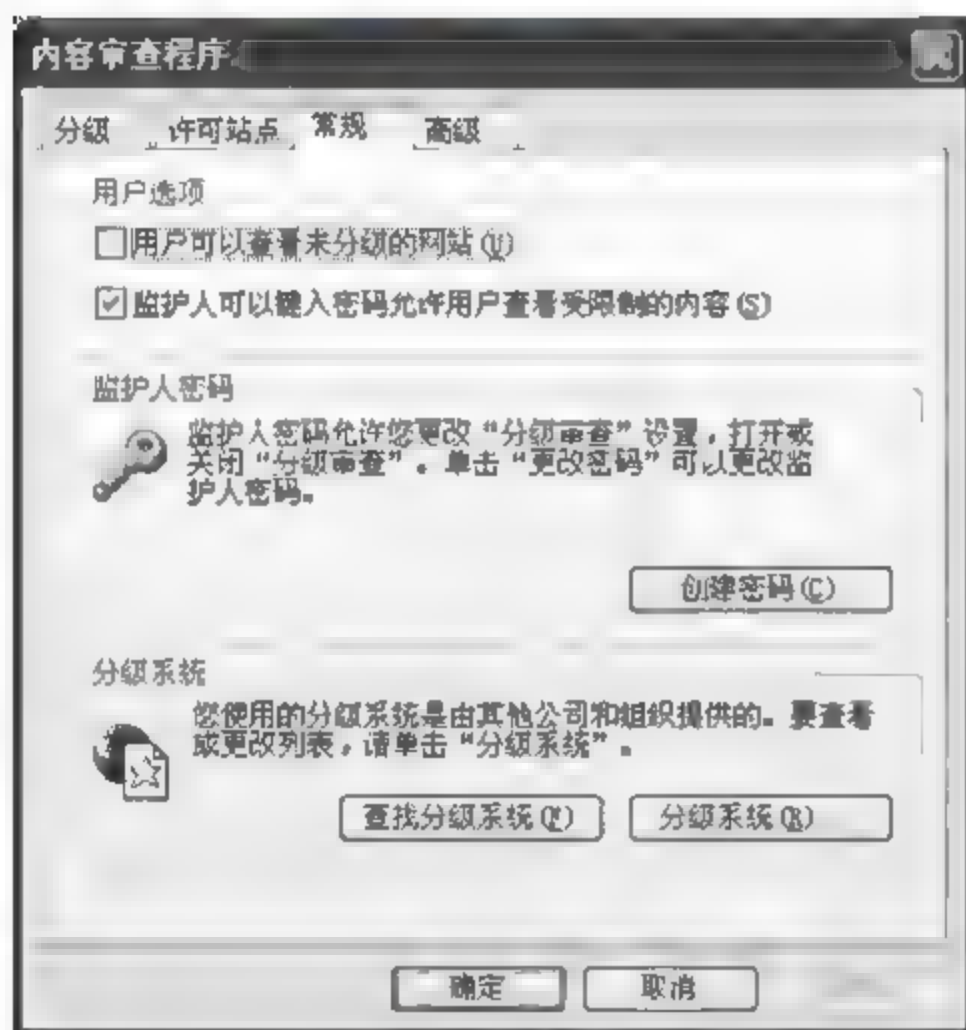 内容审查程序
分级 许可站点 常规 高级
用户选项
用户可以查看未分级的网站(U)
监护人可以键入密码允许用户查看受限制的内容(S)
监护人密码
监护人密码允许您更改“分级审查”设置，打开或
关闭“分级审查”。单击“更改密码”可以更改监
护人密码。
创建密码(C)
分级系统
您使用的分级系统是由其他公司和组织提供的。要查看
或更改列表，请单击“分级系统”。
查找分级系统(F) 分级系统(R)
确定 取消